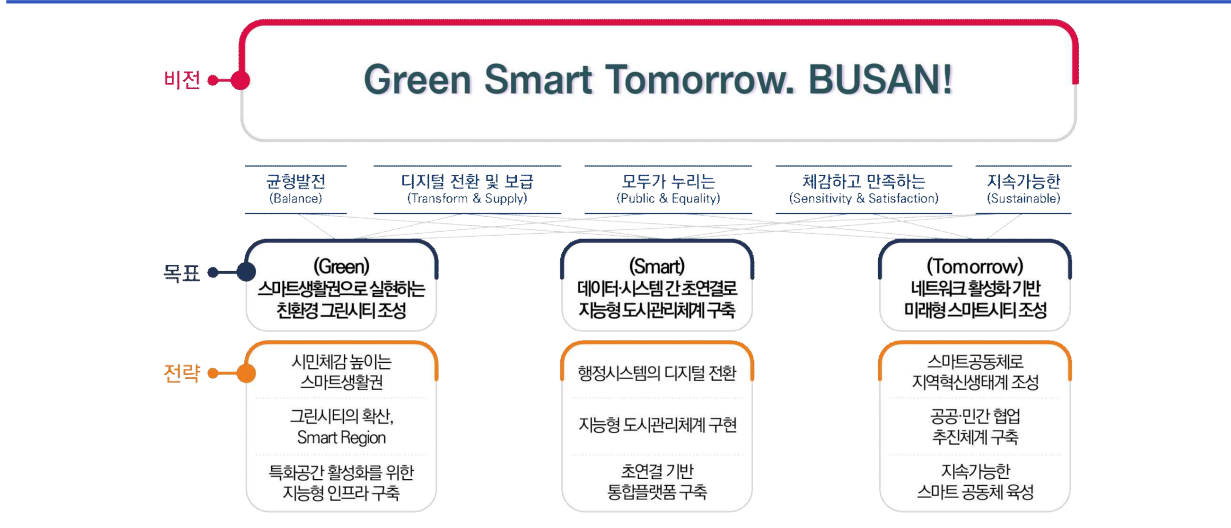 비전
Green Smart Tomorrow. BUSAN!
균형발전
(Balance)
디지털 전환 및 보급
(Transform & Supply)
모두가 누리는
(Public & Equality)
체감하고 만족하는
(Sensitivity & Satisfaction)
지속가능한
(Sustainable)
목표
(Green)
스마트생활권으로 실현하는
친환경 그린시티 조성
(Smart)
데이터·시스템 간 초연결로
지능형 도시관리체계 구축
(Tomorrow)
네트워크 활성화 기반
미래형 스마트시티 조성
전략
시민체감 높이는
스마트생활권
그린시티의 확산,
Smart Region
특화공간 활성화를 위한
지능형 인프라 구축
행정시스템의 디지털 전환
지능형 도시관리체계 구현
초연결 기반
통합플랫폼 구축
스마트공동체로
지역혁신생태계 조성
공공·민간 협업
추진체계 구축
지속가능한
스마트 공동체 육성